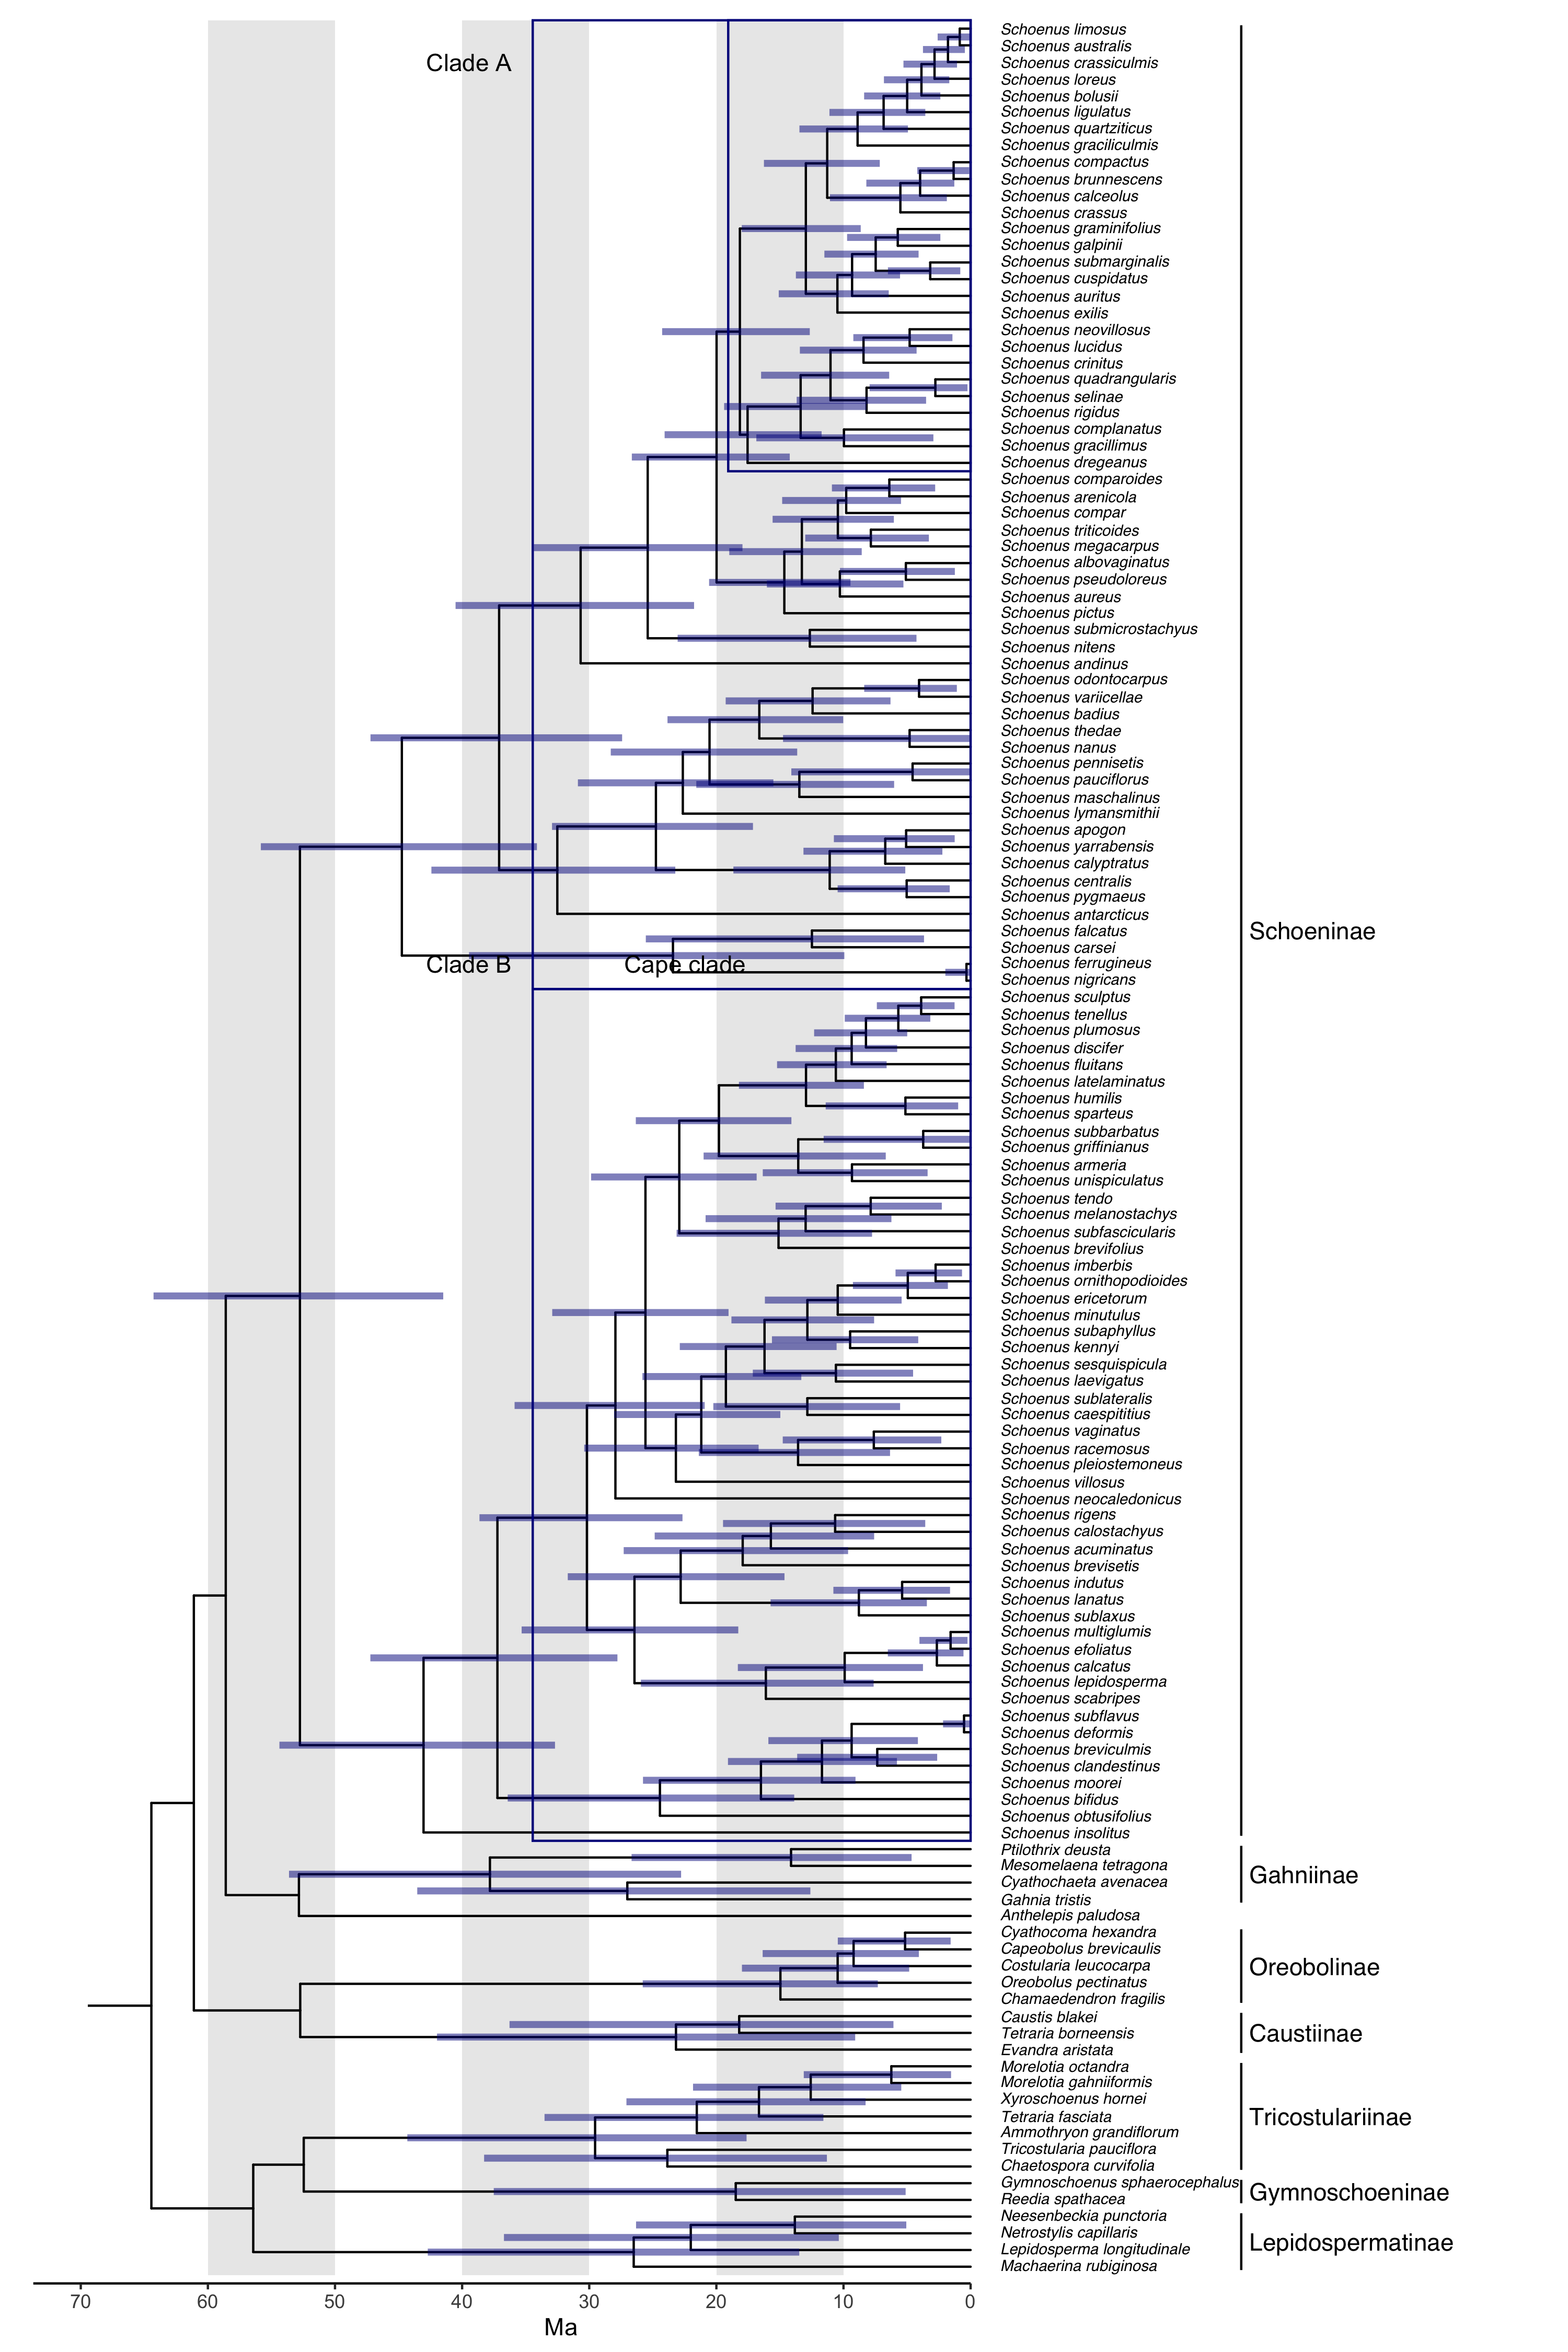 Clade A
Schoenus limosus
Schoenus australis
Schoenus crassiculmis
Schoenus loreus
Schoenus bolusii
Schoenus ligulatus
Schoenus quartziticus
Schoenus graciliculmis
Schoenus compactus
Schoenus brunnescens
Schoenus calceolus
Schoenus crassus
Schoenus graminifolius
Schoenus galpinii
Schoenus submarginalis
Schoenus cuspidatus
Schoenus auritus
Schoenus exilis
Schoenus neovillosus
Schoenus lucidus
Schoenus crinitus
Schoenus quadrangularis
Schoenus selinae
Schoenus rigidus
Schoenus complanatus
Schoenus gracillimus
Schoenus dregeanus
Schoenus comparoides
Schoenus arenicola
Schoenus compar
Schoenus triticoides
Schoenus megacarpus
Schoenus albovaginatus
Schoenus pseudoloreus
Schoenus aureus
Schoenus pictus
Schoenus submicrostachyus
Schoenus nitens
Schoenus andinus
Schoenus odontocarpus
Schoenus variicellae
Schoenus badius
Schoenus thedae
Schoenus nanus
Schoenus pennisetis
Schoenus pauciflorus
Schoenus maschalinus
Schoenus lymansmithii
Schoenus apogon
Schoenus yarrabensis
Schoenus calyptratus
Schoenus centralis
Schoenus pygmaeus
Schoenus antarcticus
Schoenus falcatus
Schoeninae
Schoenus carsei
Clade B
Cape clade
Schoenus ferrugineus
Schoenus nigricans
Schoenus sculptus
Schoenus tenellus
Schoenus plumosus
Schoenus discifer
Schoenus fluitans
Schoenus latelaminatus
Schoenus humilis
Schoenus sparteus
Schoenus subbarbatus
Schoenus griffinianus
Schoenus armeria
Schoenus unispiculatus
Schoenus tendo
Schoenus melanostachys
Schoenus subfascicularis
Schoenus brevifolius
Schoenus imberbis
Schoenus ornithopodioides
Schoenus ericetorum
Schoenus minutulus
Schoenus subaphyllus
Schoenus kennyi
Schoenus sesquispicula
Schoenus laevigatus
Schoenus sublateralis
Schoenus caespititius
Schoenus vaginatus
Schoenus racemosus
Schoenus pleiostemoneus
Schoenus villosus
Schoenus neocaledonicus
Schoenus rigens
Schoenus calostachyus
Schoenus acuminatus
Schoenus brevisetis
Schoenus indutus
Schoenus lanatus
Schoenus sublaxus
Schoenus multiglumis
Schoenus efoliatus
Schoenus calcatus
Schoenus lepidosperma
Schoenus scabripes
Schoenus subflavus
Schoenus deformis
Schoenus breviculmis
Schoenus clandestinus
Schoenus moorei
Schoenus bifidus
Schoenus obtusifolius
Schoenus insolitus
Ptilothrix deusta
Mesomelaena tetragona
Gahniinae
Cyathochaeta avenacea
Gahnia tristis
Anthelepis paludosa
Cyathocoma hexandra
Capeobolus brevicaulis
Costularia leucocarpa
Oreobolinae
Oreobolus pectinatus
Chamaedendron fragilis
Caustis blakei
Tetraria borneensis
Caustiinae
Evandra aristata
Morelotia octandra
Morelotia gahniiformis
Xyroschoenus hornei
Tetraria fasciata
Tricostulariinae
Ammothryon grandiflorum
Tricostularia pauciflora
Chaetospora curvifolia
Gymnoschoenus sphaerocephalus
Gymnoschoeninae
Reedia spathacea
Neesenbeckia punctoria
Netrostylis capillaris
Lepidospermatinae
Lepidosperma longitudinale
Machaerina rubiginosa
70 60 50 40 30 20 10 0
Ma